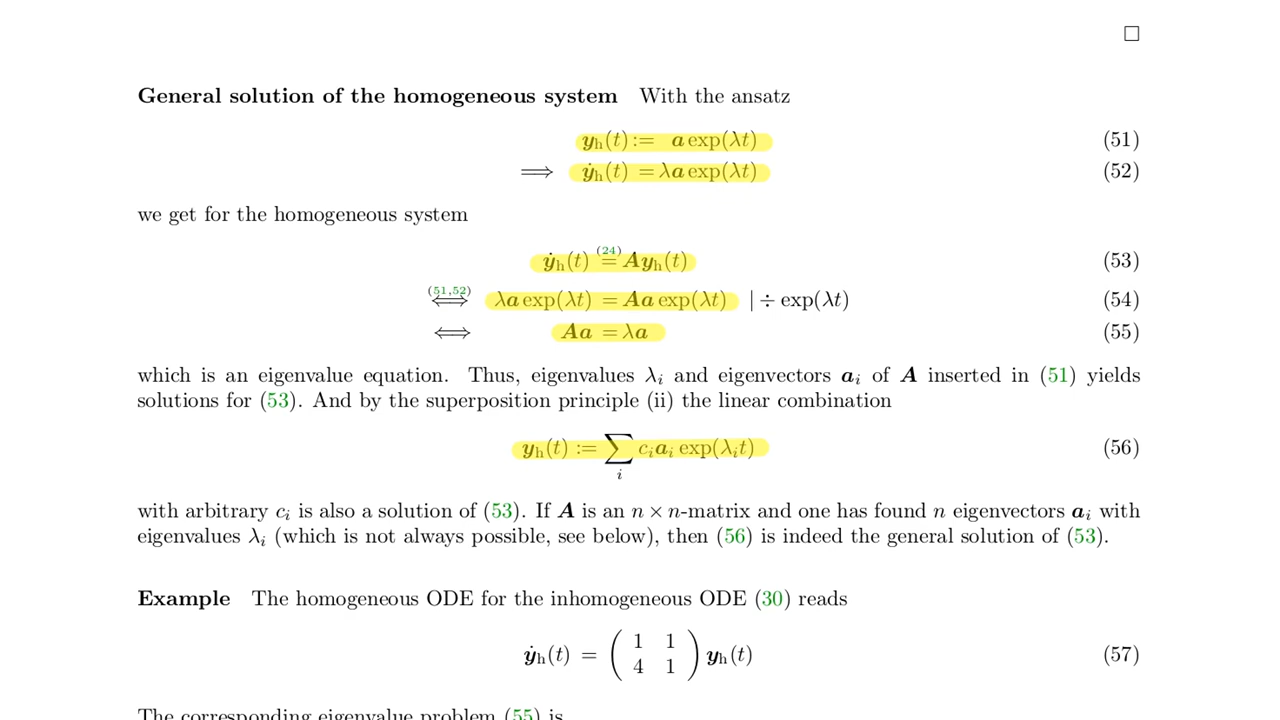 □
General solution of the homogeneous system With the ansatz
yₕ(t) := a exp(λt) (51)
⟹ ẏₕ(t) = λa exp(λt) (52)
we get for the homogeneous system
ẏₕ(t) (24)= Ayₕ(t) (53)
(51,52)⟺ λa exp(λt) = Aa exp(λt) | ÷ exp(λt) (54)
⟺ Aa = λa (55)
which is an eigenvalue equation. Thus, eigenvalues λᵢ and eigenvectors aᵢ of A inserted in (51) yields
solutions for (53). And by the superposition principle (ii) the linear combination
yₕ(t) := ∑ᵢ cᵢaᵢ exp(λᵢt) (56)
with arbitrary cᵢ is also a solution of (53). If A is an n × n-matrix and one has found n eigenvectors aᵢ with
eigenvalues λᵢ (which is not always possible, see below), then (56) is indeed the general solution of (53).
Example The homogeneous ODE for the inhomogeneous ODE (30) reads
ẏₕ(t) = ( 1 1 ; 4 1 ) yₕ(t) (57)
The corresponding eigenvalue problem (55) is